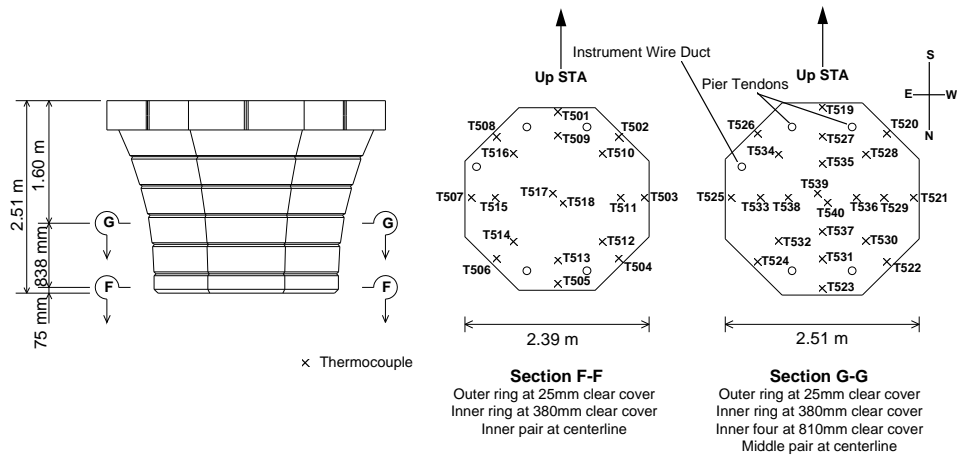 2.51 m
1.60 m
838 mm
75 mm
G
G
F
F
× Thermocouple
Instrument Wire Duct
Up STA
T501
T508
T502
T509
T516
T510
T517
T507
T503
T518
T515
T511
T514
T512
T513
T506
T504
T505
2.39 m
Section F-F
Outer ring at 25mm clear cover
Inner ring at 380mm clear cover
Inner pair at centerline
Up STA
Pier Tendons
T519
T526
T520
T527
T534
T528
T535
T539
T525
T533
T538
T536
T529
T521
T540
T537
T532
T530
T531
T524
T522
T523
2.51 m
Section G-G
Outer ring at 25mm clear cover
Inner ring at 380mm clear cover
Inner four at 810mm clear cover
Middle pair at centerline
S
E W
N